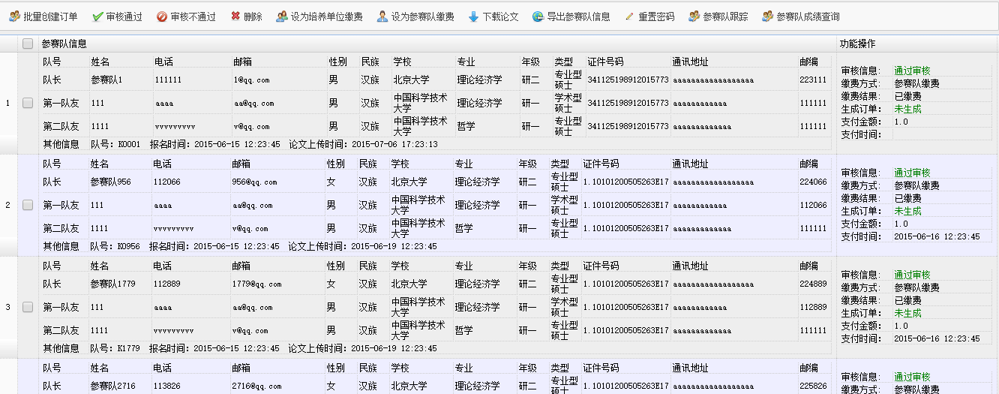 批量创建订单 审核通过 审核不通过 删除 设为培养单位缴费 设为参赛队缴费 下载论文 导出参赛队信息 重置密码 参赛队跟踪 参赛队成绩查询
参赛队信息 功能操作
1
队号 姓名 电话 邮箱 性别 民族 学校 专业 年级 类型 证件号码 通讯地址 邮编
队长 参赛队1 111111 1@qq.com 男 汉族 北京大学 理论经济学 研二 专业型硕士 341125198912015773 aaaaaaaaaaaaaaaaaa 223111
第一队友 111 aaaa aa@qq.com 男 汉族 中国科学技术大学 理论经济学 研一 学术型硕士 341125198912015773 aaaaaaaaaaaa 111111
第二队友 1111 vvvvvvvvv v@qq.com 男 汉族 中国科学技术大学 哲学 研一 专业型硕士 341125198912015773 aaaaaaaaaaaaa 111111
其他信息 队号：K0001 报名时间：2015-06-15 12:23:45 论文上传时间：2015-07-06 17:23:13
审核信息： 通过审核
缴费方式： 参赛队缴费
缴费结果： 已缴费
生成订单： 未生成
支付金额： 1.0
支付时间：
2
队号 姓名 电话 邮箱 性别 民族 学校 专业 年级 类型 证件号码 通讯地址 邮编
队长 参赛队956 112066 956@qq.com 女 汉族 北京大学 理论经济学 研二 专业型硕士 1.10101200505263E17 aaaaaaaaaaaaaaaaaa 224066
第一队友 111 aaaa aa@qq.com 男 汉族 中国科学技术大学 理论经济学 研一 学术型硕士 1.10101200505263E17 aaaaaaaaaaaa 112066
第二队友 1111 vvvvvvvvv v@qq.com 男 汉族 中国科学技术大学 哲学 研一 专业型硕士 1.10101200505263E17 aaaaaaaaaaaaa 111111
其他信息 队号：K0956 报名时间：2015-06-15 12:23:45 论文上传时间：2015-06-19 12:23:45
审核信息： 通过审核
缴费方式： 参赛队缴费
缴费结果： 已缴费
生成订单： 未生成
支付金额： 1.0
支付时间： 2015-06-16 12:23:45
3
队号 姓名 电话 邮箱 性别 民族 学校 专业 年级 类型 证件号码 通讯地址 邮编
队长 参赛队1779 112889 1779@qq.com 女 汉族 北京大学 理论经济学 研二 专业型硕士 1.10101200505263E17 aaaaaaaaaaaaaaaaaa 224889
第一队友 111 aaaa aa@qq.com 男 汉族 中国科学技术大学 理论经济学 研一 学术型硕士 1.10101200505263E17 aaaaaaaaaaaa 112889
第二队友 1111 vvvvvvvvv v@qq.com 男 汉族 中国科学技术大学 哲学 研一 专业型硕士 1.10101200505263E17 aaaaaaaaaaaaa 111111
其他信息 队号：K1779 报名时间：2015-06-15 12:23:45 论文上传时间：2015-06-19 12:23:45
审核信息： 通过审核
缴费方式： 参赛队缴费
缴费结果： 已缴费
生成订单： 未生成
支付金额： 1.0
支付时间： 2015-06-16 12:23:45
队号 姓名 电话 邮箱 性别 民族 学校 专业 年级 类型 证件号码 通讯地址 邮编
队长 参赛队2716 113826 2716@qq.com 女 汉族 北京大学 理论经济学 研二 专业型硕士 1.10101200505263E17 aaaaaaaaaaaaaaaaaa 225826
审核信息： 通过审核
缴费方式： 参赛队缴费